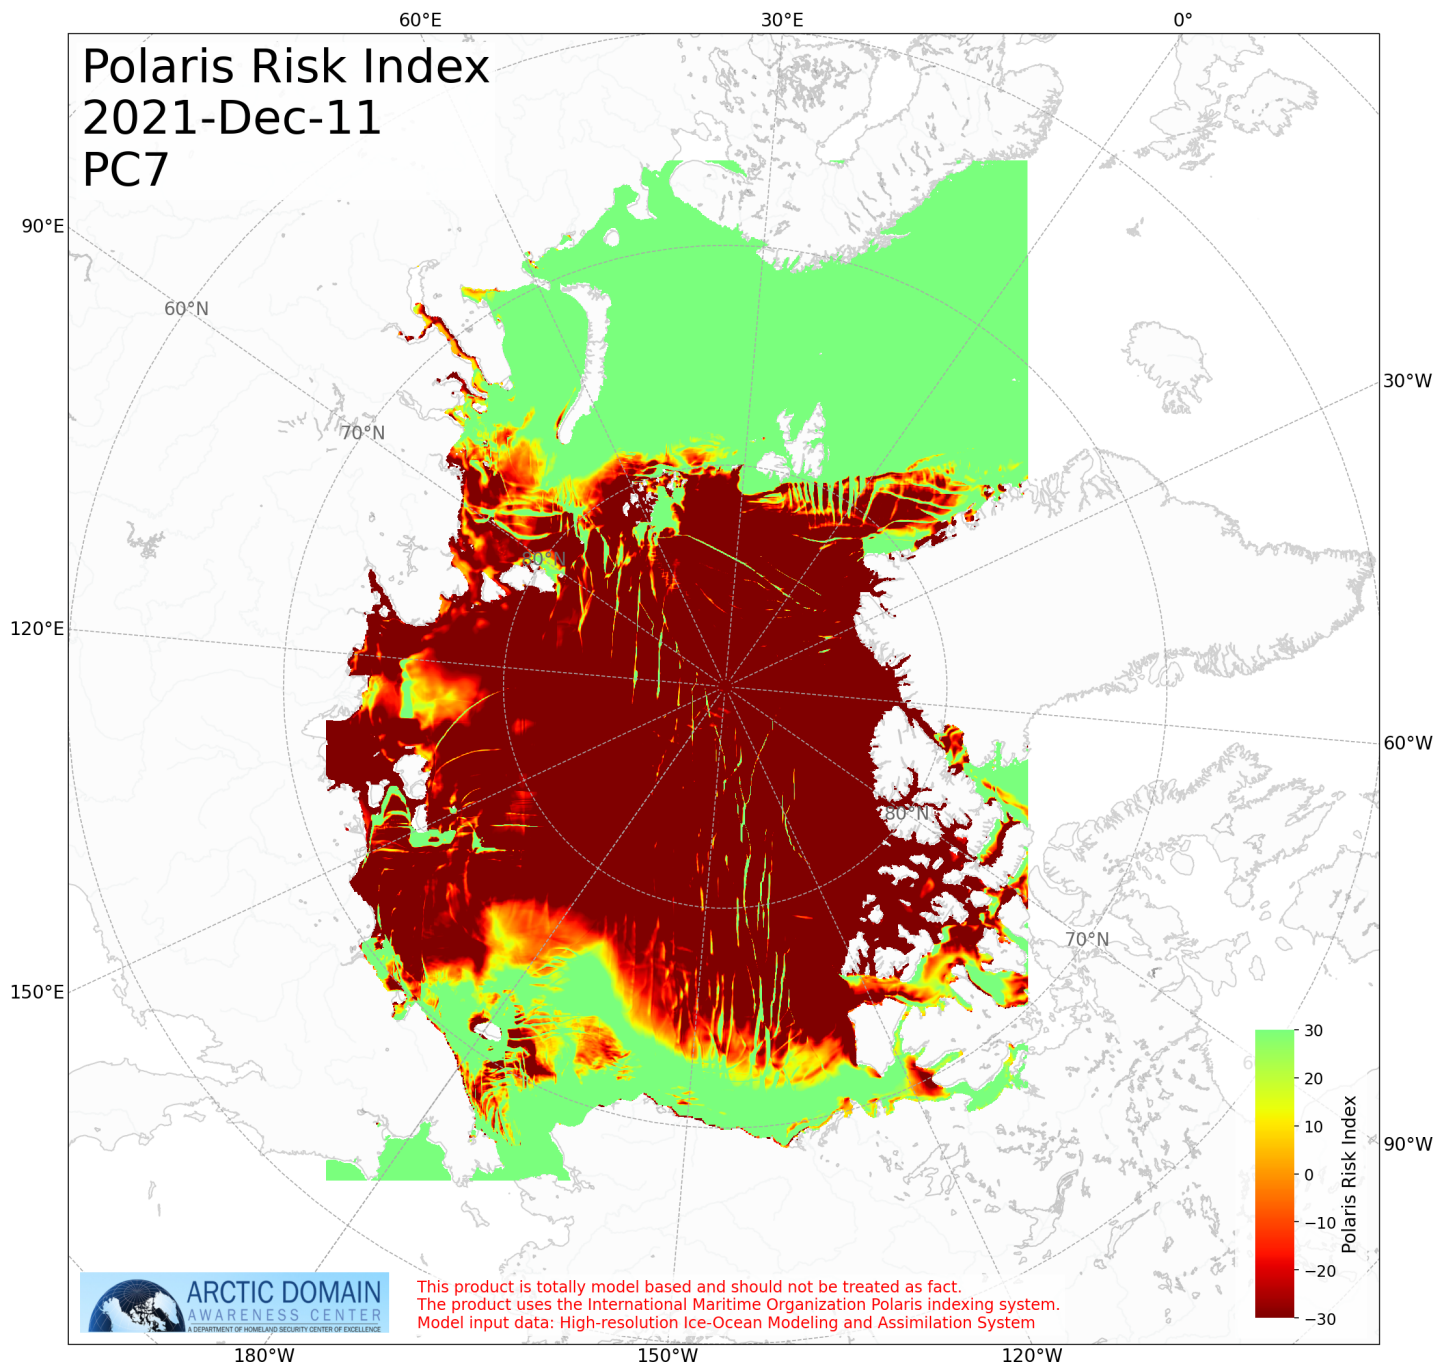 60°E
30°E
0°
Polaris Risk Index
2021-Dec-11
PC7
90°E
60°N
30°W
70°N
80°N
120°E
60°W
80°N
70°N
150°E
30
20
10
0
−10
−20
−30
Polaris Risk Index
90°W
ARCTIC DOMAIN
AWARENESS CENTER
A DEPARTMENT OF HOMELAND SECURITY CENTER OF EXCELLENCE
This product is totally model based and should not be treated as fact.
The product uses the International Maritime Organization Polaris indexing system.
Model input data: High-resolution Ice-Ocean Modeling and Assimilation System
180°W
150°W
120°W